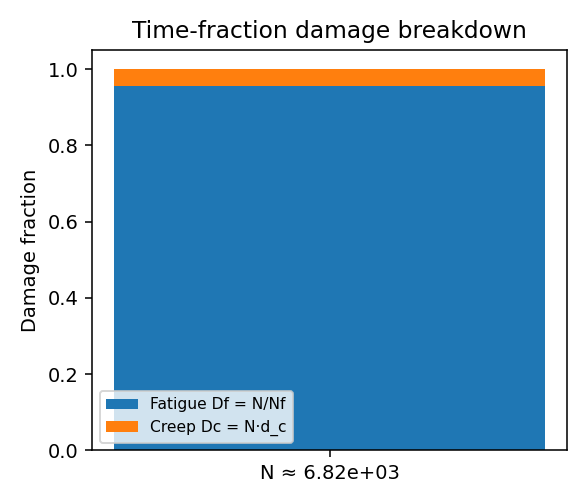 Time-fraction damage breakdown
Damage fraction
1.0
0.8
0.6
0.4
0.2
0.0
Fatigue Df = N/Nf
Creep Dc = N·d_c
N ≈ 6.82e+03